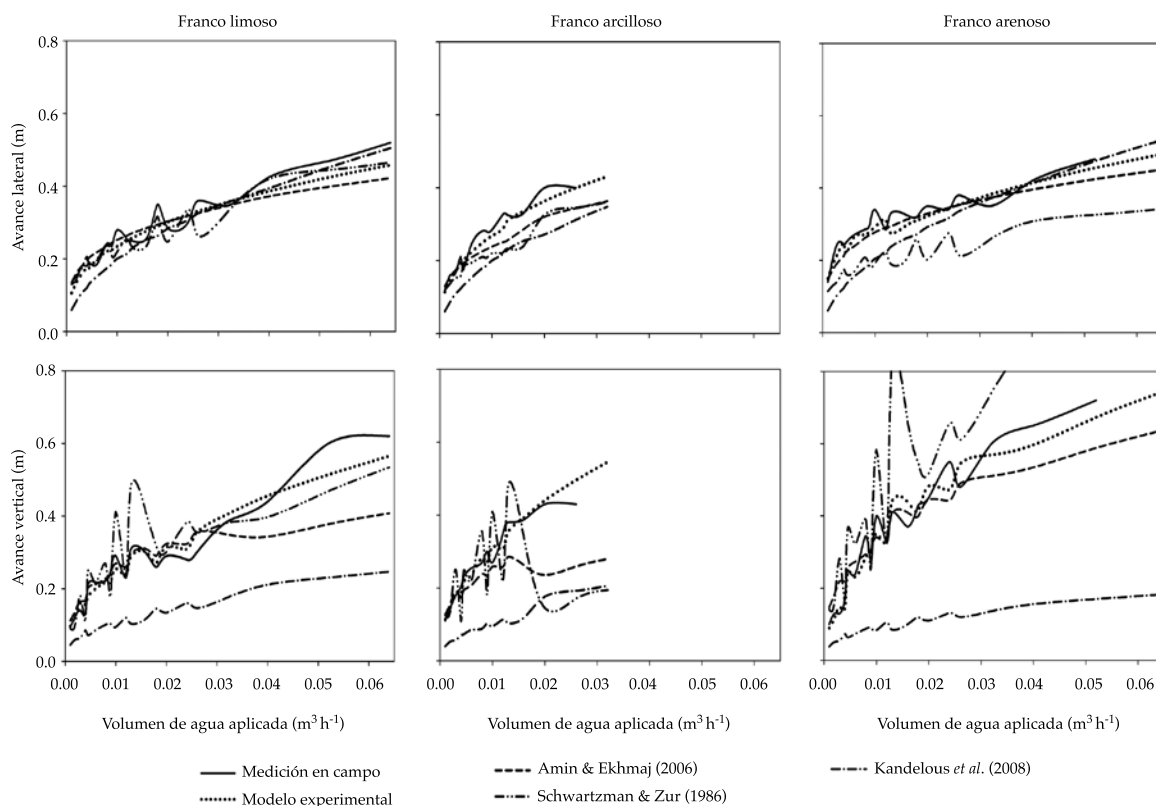 Franco limoso
Franco arcilloso
Franco arenoso
Avance lateral (m)
0.8
0.6
0.4
0.2
0.0
Avance vertical (m)
0.8
0.6
0.4
0.2
0.0
0.00 0.01 0.02 0.03 0.04 0.05 0.06
0.00 0.01 0.02 0.03 0.04 0.05 0.06
0.00 0.01 0.02 0.03 0.04 0.05 0.06
Volumen de agua aplicada (m³ h-¹)
Volumen de agua aplicada (m³ h-¹)
Volumen de agua aplicada (m³ h-¹)
Medición en campo
Modelo experimental
Amin & Ekhmaj (2006)
Schwartzman & Zur (1986)
Kandelous et al. (2008)